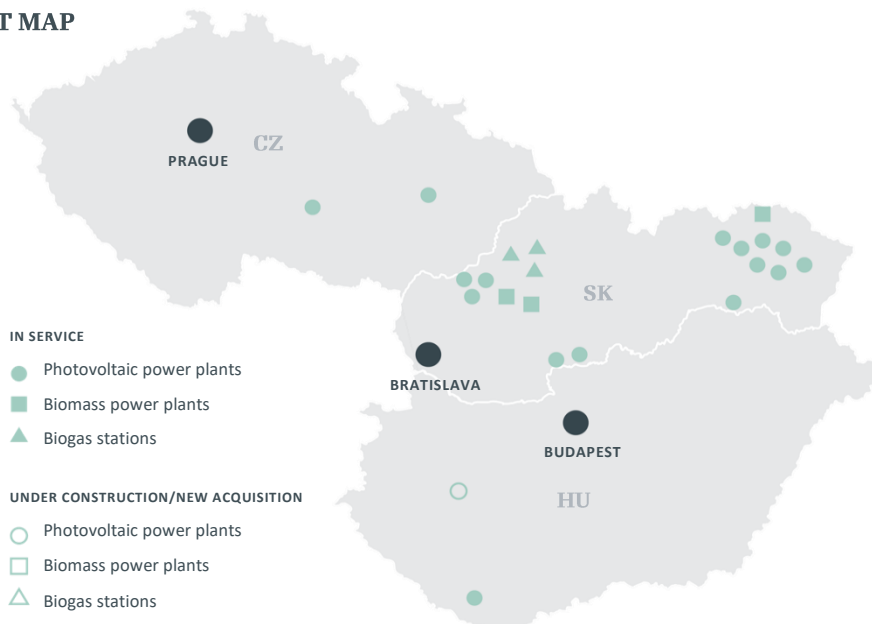 T MAP
CZ
PRAGUE
SK
IN SERVICE
Photovoltaic power plants
Biomass power plants
Biogas stations
BRATISLAVA
BUDAPEST
HU
UNDER CONSTRUCTION/NEW ACQUISITION
Photovoltaic power plants
Biomass power plants
Biogas stations